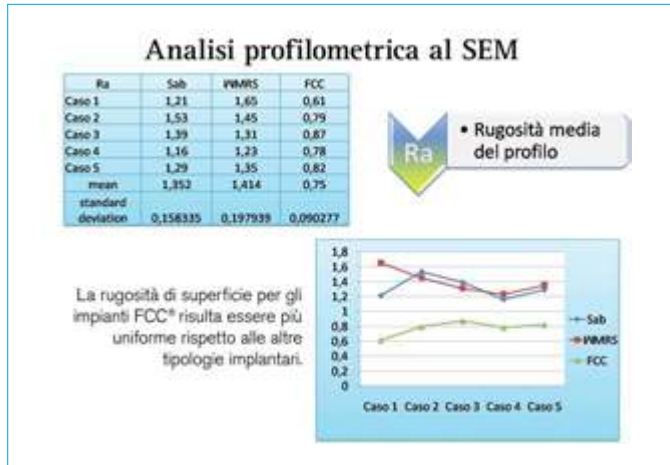 Analisi profilometrica al SEM
Ra Sab WMRS FCC
Caso 1 1,21 1,65 0,61
Caso 2 1,53 1,45 0,79
Caso 3 1,39 1,31 0,87
Caso 4 1,16 1,23 0,78
Caso 5 1,29 1,35 0,82
mean 1,352 1,414 0,75
standard
deviation 0,158335 0,197939 0,090277
Ra
• Rugosità media
del profilo
La rugosità di superficie per gli
impianti FCC® risulta essere più
uniforme rispetto alle altre
tipologie implantari.
1,8
1,6
1,4
1,2
1
0,8
0,6
0,4
0,2
0
Sab
WMRS
FCC
Caso 1 Caso 2 Caso 3 Caso 4 Caso 5